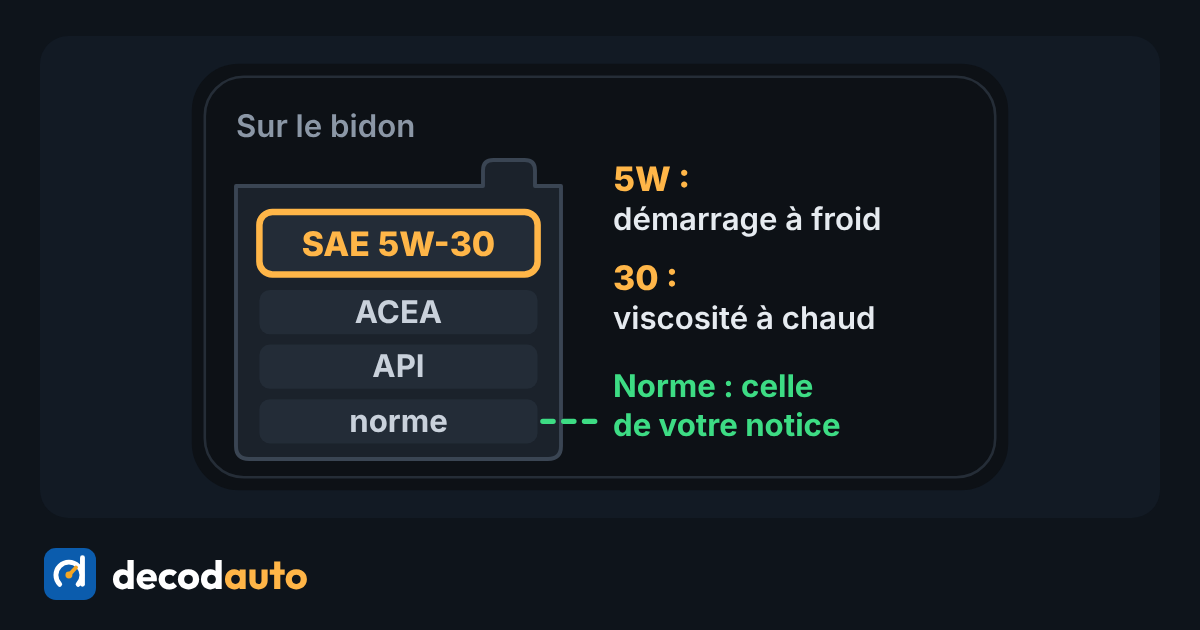 Sur le bidon
SAE 5W-30
ACEA
API
norme
5W :
démarrage à froid
30 :
viscosité à chaud
Norme : celle
de votre notice
decodauto